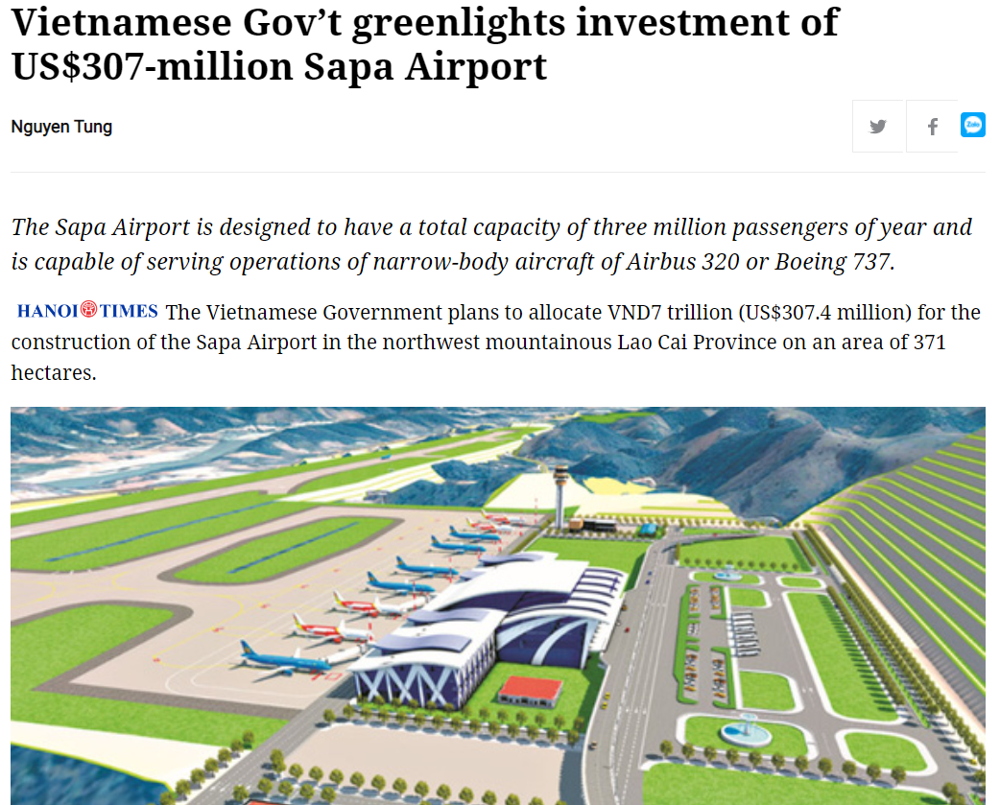 Vietnamese Gov’t greenlights investment of
US$307-million Sapa Airport
Nguyen Tung
Zalo
The Sapa Airport is designed to have a total capacity of three million passengers of year and
is capable of serving operations of narrow-body aircraft of Airbus 320 or Boeing 737.
HANOI TIMES The Vietnamese Government plans to allocate VND7 trillion (US$307.4 million) for the
construction of the Sapa Airport in the northwest mountainous Lao Cai Province on an area of 371
hectares.